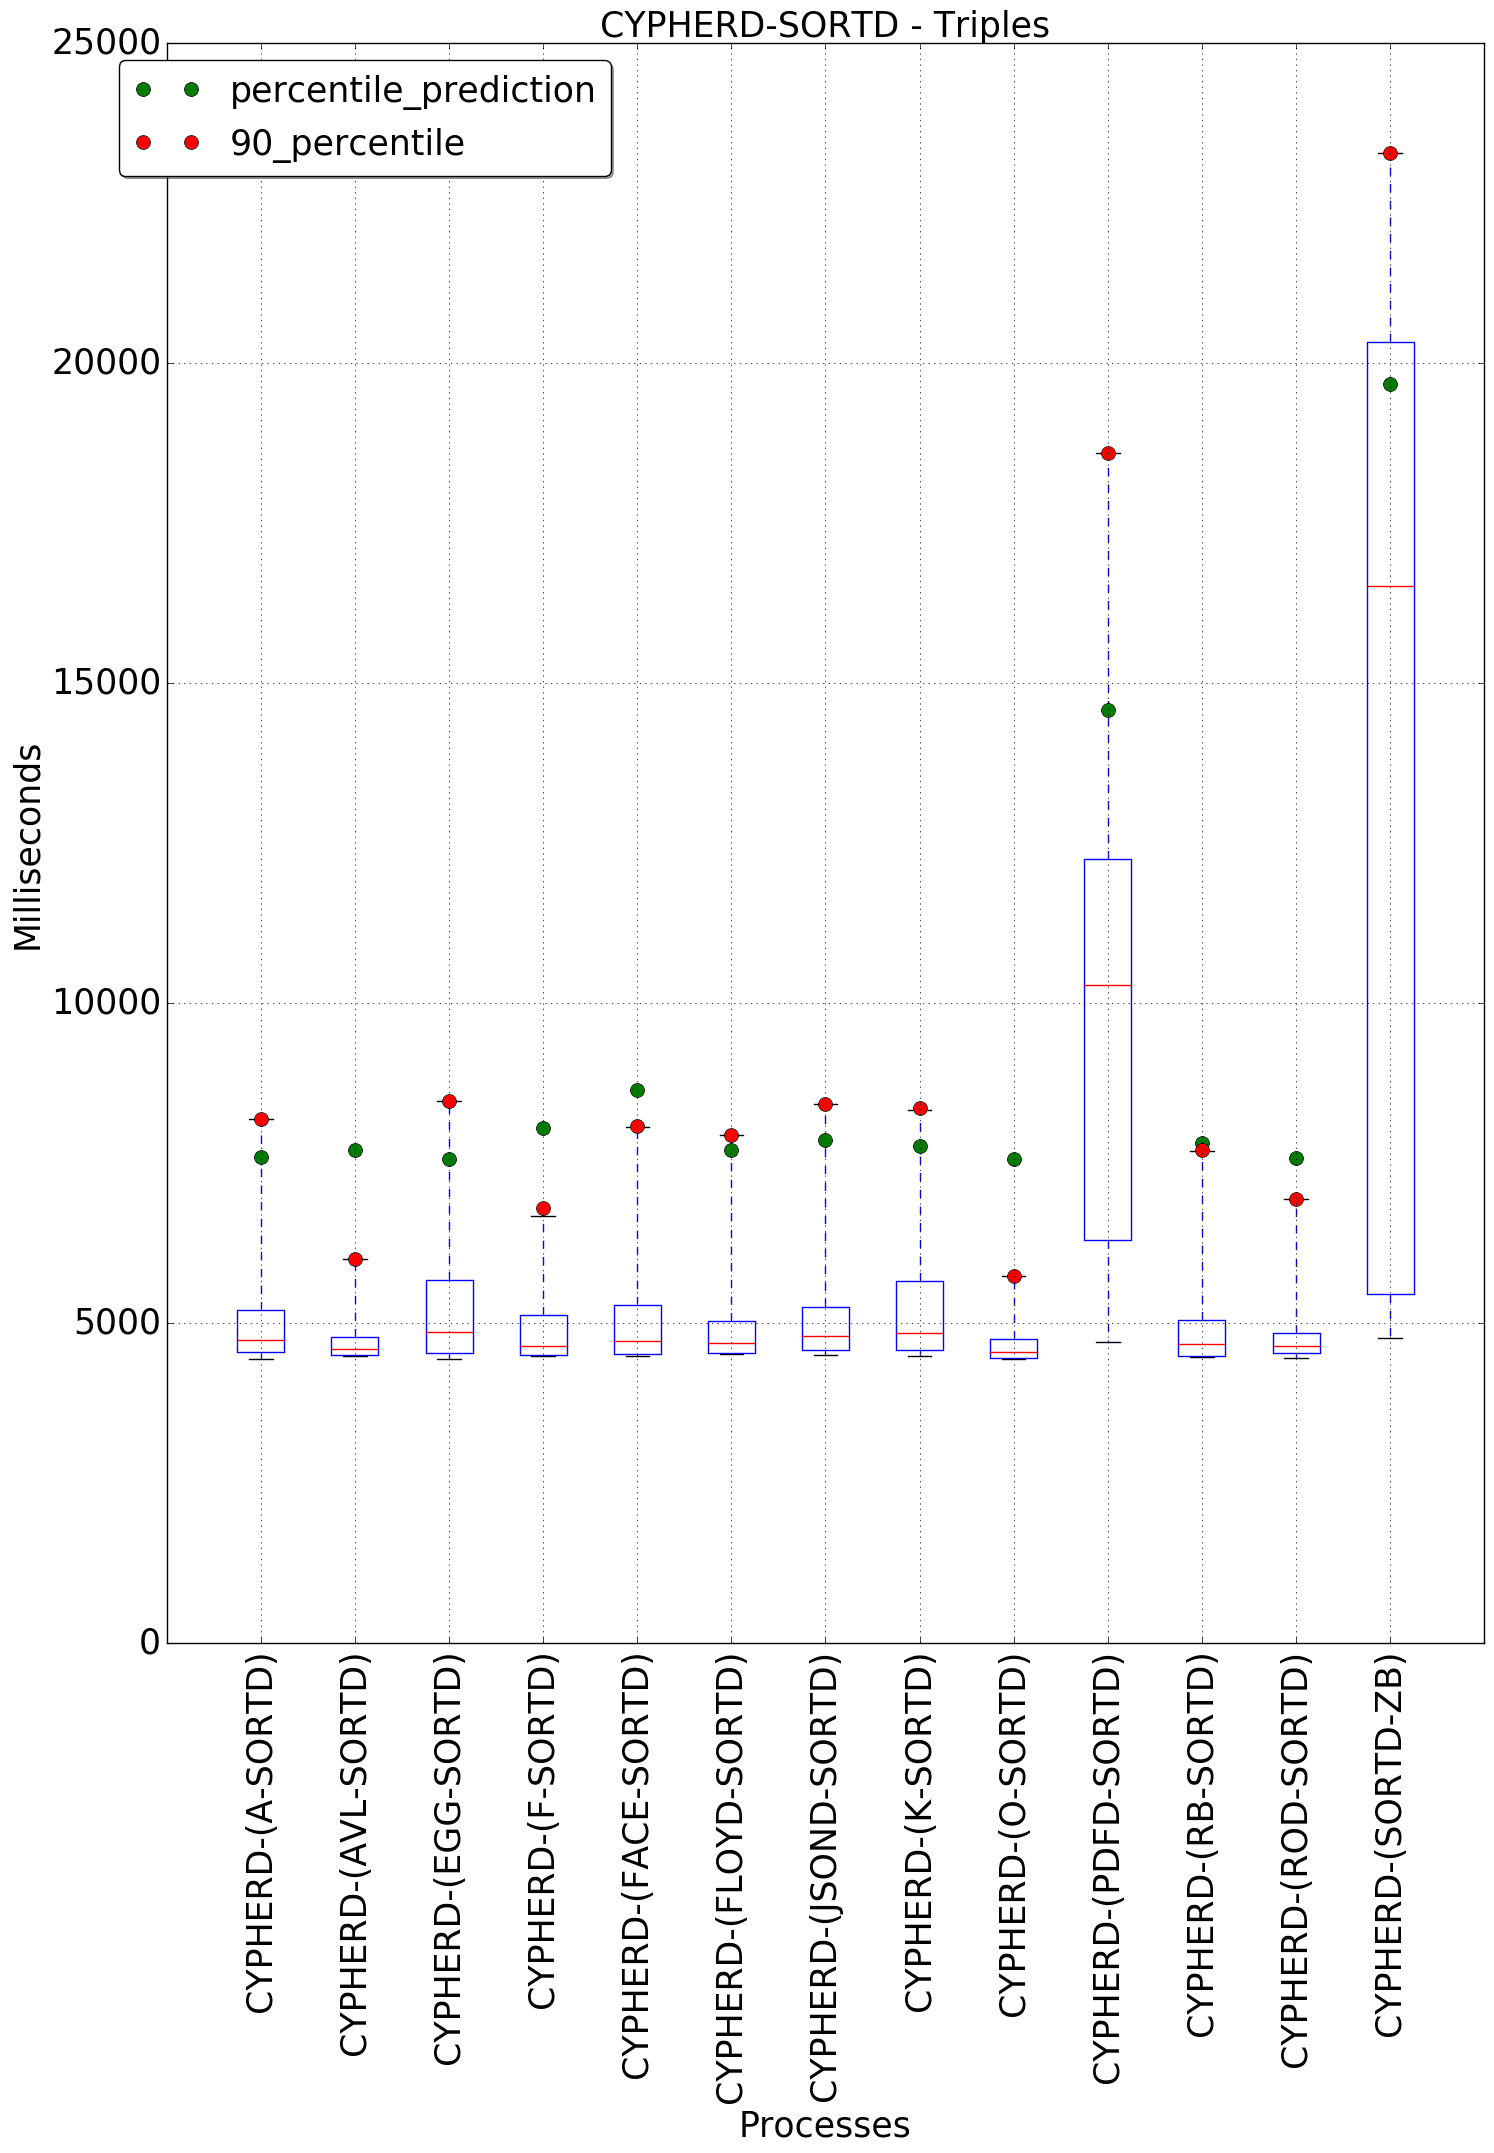 CYPHERD-SORTD - Triples
percentile_prediction
90_percentile
25000
20000
15000
10000
5000
0
Milliseconds
CYPHERD-(A-SORTD)
CYPHERD-(AVL-SORTD)
CYPHERD-(EGG-SORTD)
CYPHERD-(F-SORTD)
CYPHERD-(FACE-SORTD)
CYPHERD-(FLOYD-SORTD)
CYPHERD-(JSOND-SORTD)
CYPHERD-(K-SORTD)
CYPHERD-(O-SORTD)
CYPHERD-(PDFD-SORTD)
CYPHERD-(RB-SORTD)
CYPHERD-(ROD-SORTD)
CYPHERD-(SORTD-ZB)
Processes